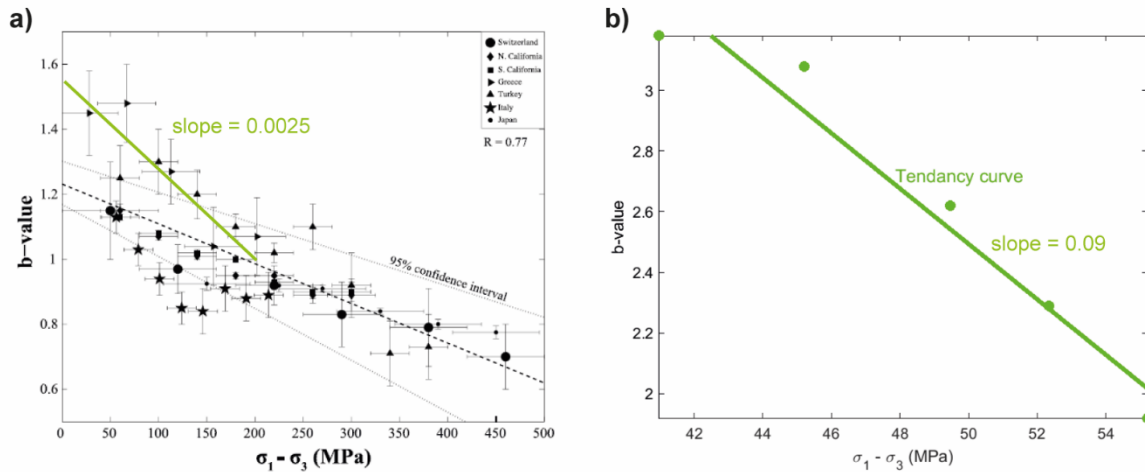 a)
b-value
1.6
1.4
1.2
1
0.8
0.6
0
50
100
150
200
250
300
350
400
450
500
σ1 - σ3 (MPa)
slope = 0.0025
95% confidence interval
Switzerland
N. California
S. California
Greece
Turkey
Italy
Japan
R = 0.77
b)
b-value
3
2.8
2.6
2.4
2.2
2
42
44
46
48
50
52
54
σ1 - σ3 (MPa)
Tendancy curve
slope = 0.09